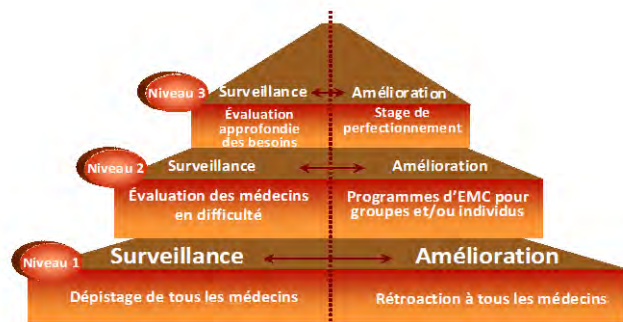 Niveau 3
Surveillance
Amélioration
Évaluation
approfondie
des besoins
Stage de
perfectionnement
Niveau 2
Surveillance
Amélioration
Évaluation des médecins
en difficulté
Programmes d'EMC pour
groupes et/ou individus
Niveau 1
Surveillance
Amélioration
Dépistage de tous les médecins
Rétroaction à tous les médecins